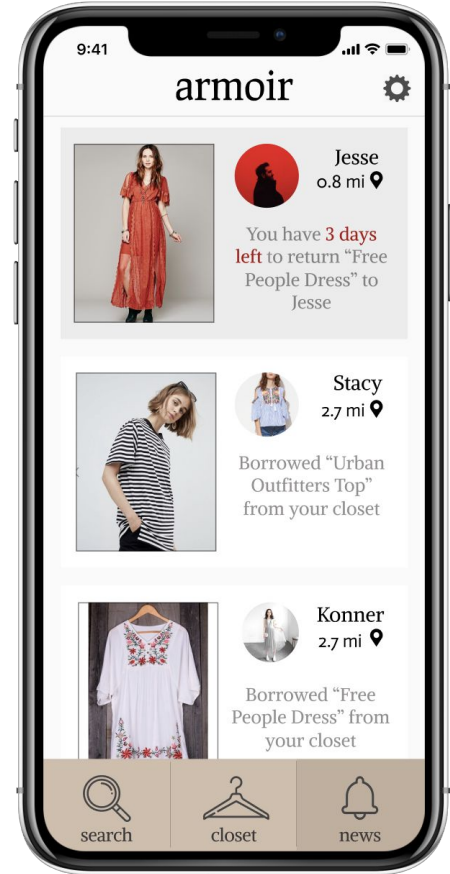 9:41
armoir
Jesse
0.8 mi
You have 3 days
left to return “Free
People Dress” to
Jesse
Stacy
2.7 mi
Borrowed “Urban
Outfitters Top”
from your closet
Konner
2.7 mi
Borrowed “Free
People Dress” from
your closet
search
closet
news